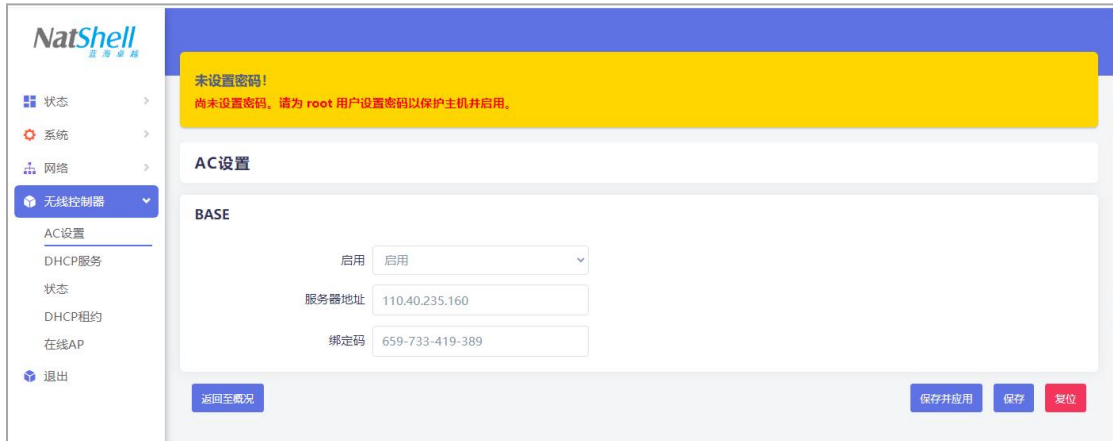 NatShell
蓝海卓越
状态
系统
网络
无线控制器
AC设置
DHCP服务
状态
DHCP租约
在线AP
退出
未设置密码!
尚未设置密码。请为 root 用户设置密码以保护主机并启用。
AC设置
BASE
启用 启用
服务器地址 110.40.235.160
绑定码 659-733-419-389
返回至概况 保存并应用 保存 复位